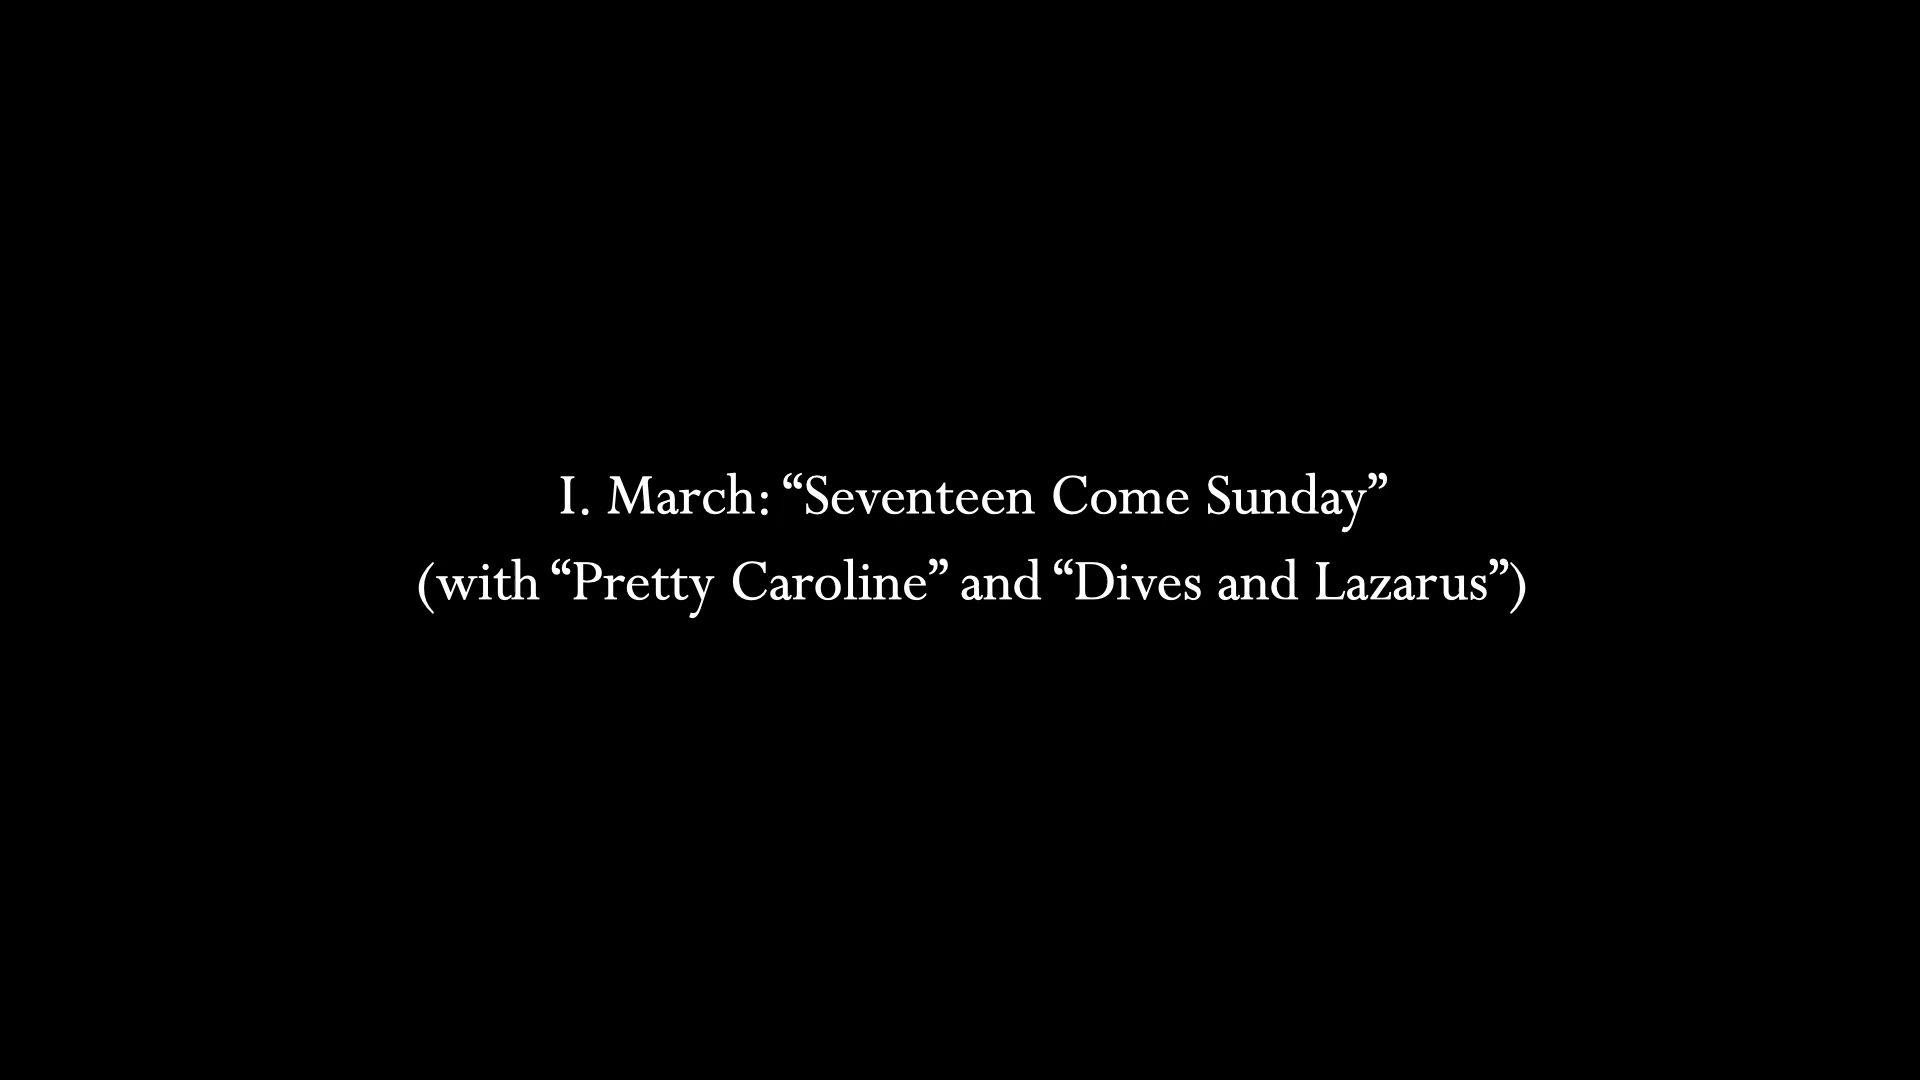 I. March: “Seventeen Come Sunday”
(with “Pretty Caroline” and “Dives and Lazarus”)